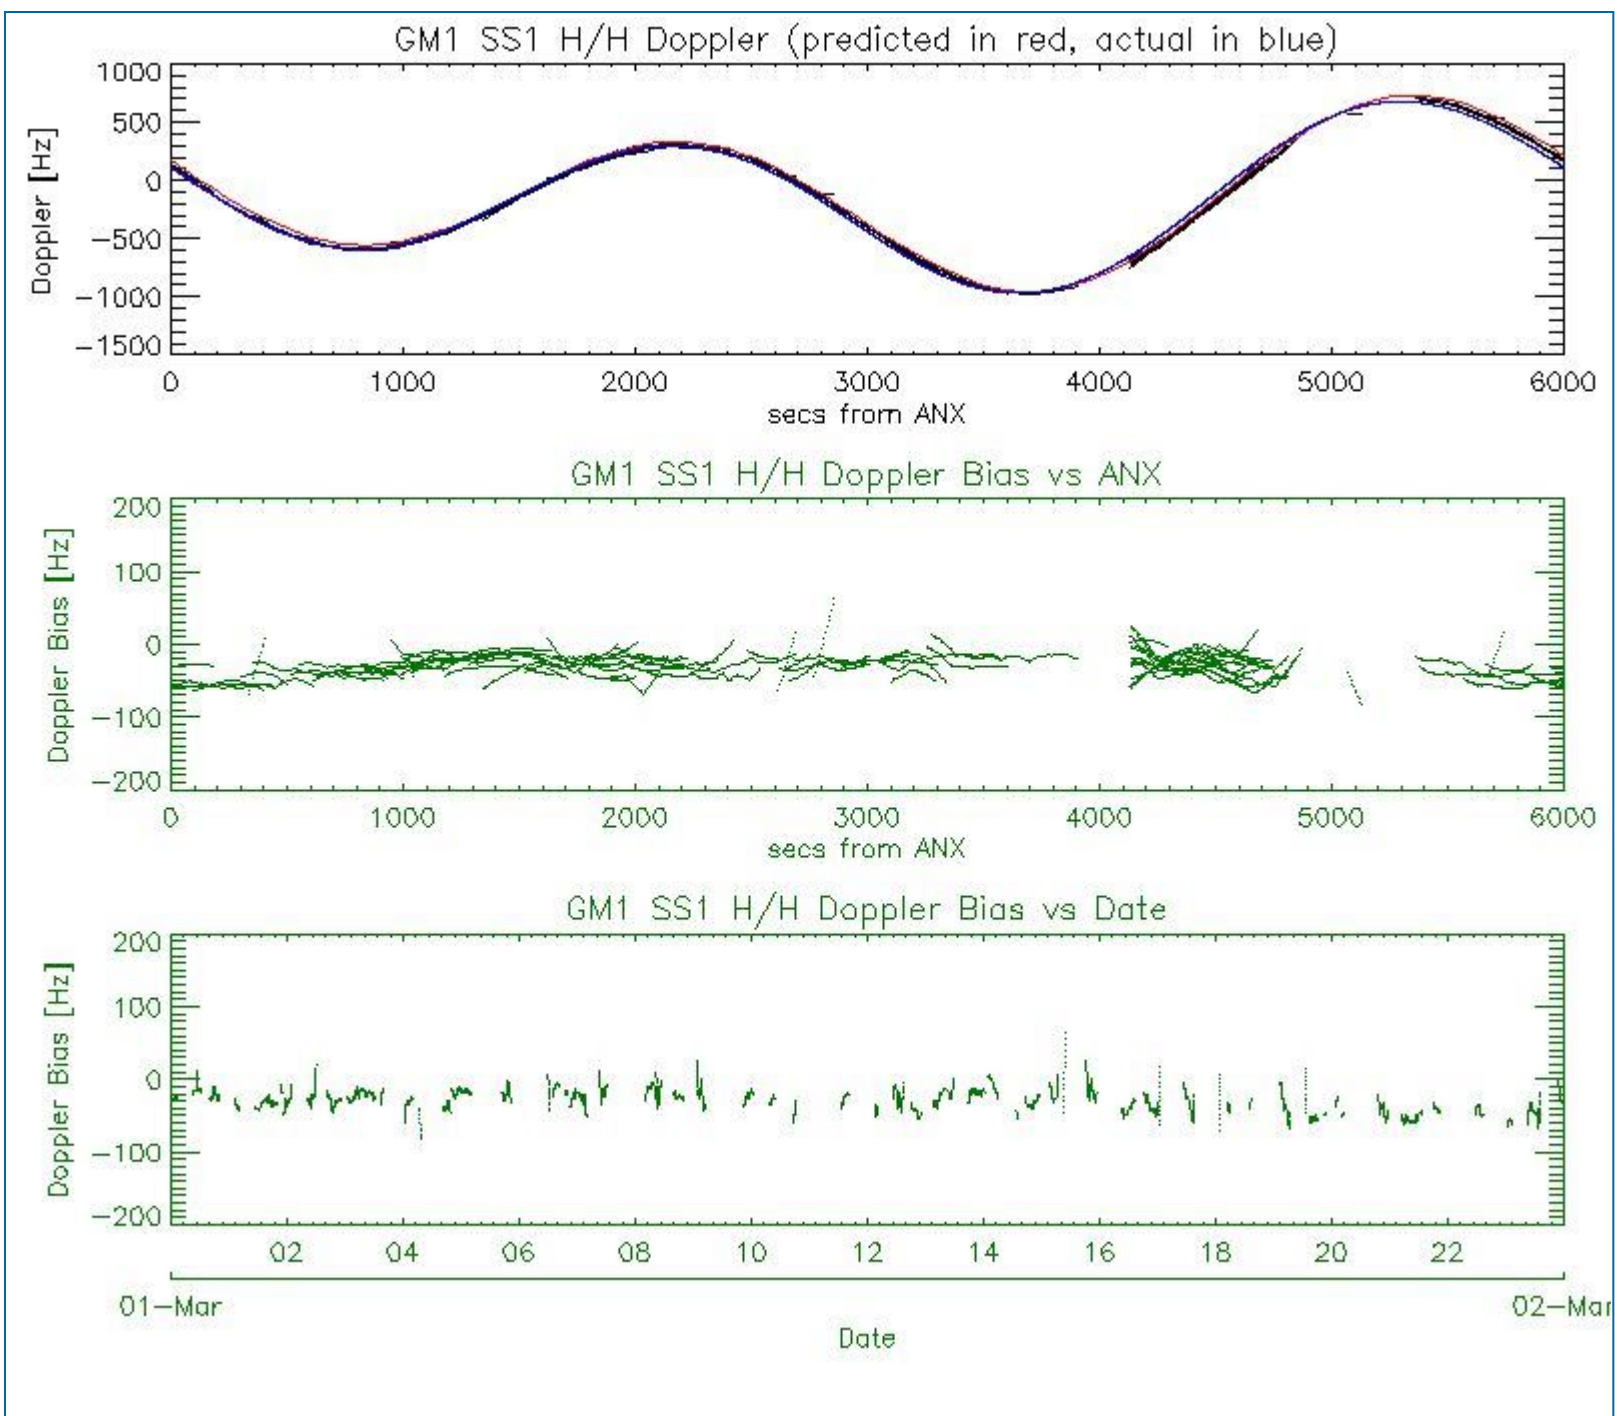 GM1 SS1 H/H Doppler (predicted in red, actual in blue)
1000
500
0
-500
-1000
-1500
Doppler [Hz]
0 1000 2000 3000 4000 5000 6000
secs from ANX
GM1 SS1 H/H Doppler Bias vs ANX
200
100
0
-100
-200
Doppler Bias [Hz]
0 1000 2000 3000 4000 5000 6000
secs from ANX
GM1 SS1 H/H Doppler Bias vs Date
200
100
0
-100
-200
Doppler Bias [Hz]
02 04 06 08 10 12 14 16 18 20 22
01-Mar 02-Mar
Date